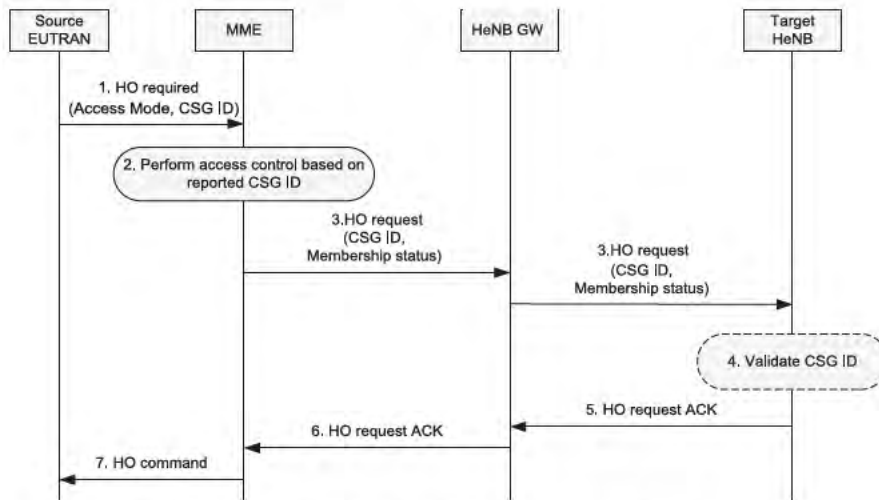 Source
EUTRAN
MME
HeNB GW
Target
HeNB
1. HO required
(Access Mode, CSG ID)
2. Perform access control based on
reported CSG ID
3.HO request
(CSG ID,
Membership status)
3.HO request
(CSG ID,
Membership status)
4. Validate CSG ID
5. HO request ACK
6. HO request ACK
7. HO command